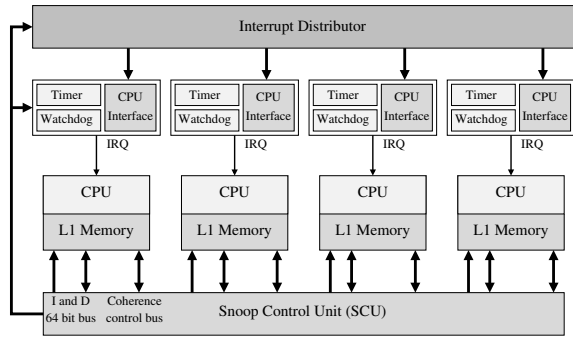 Interrupt Distributor
Timer
Watchdog
CPU
Interface
Timer
Watchdog
CPU
Interface
Timer
Watchdog
CPU
Interface
Timer
Watchdog
CPU
Interface
IRQ
IRQ
IRQ
IRQ
CPU
CPU
CPU
CPU
L1 Memory
L1 Memory
L1 Memory
L1 Memory
I and D
64 bit bus
Coherence
control bus
Snoop Control Unit (SCU)